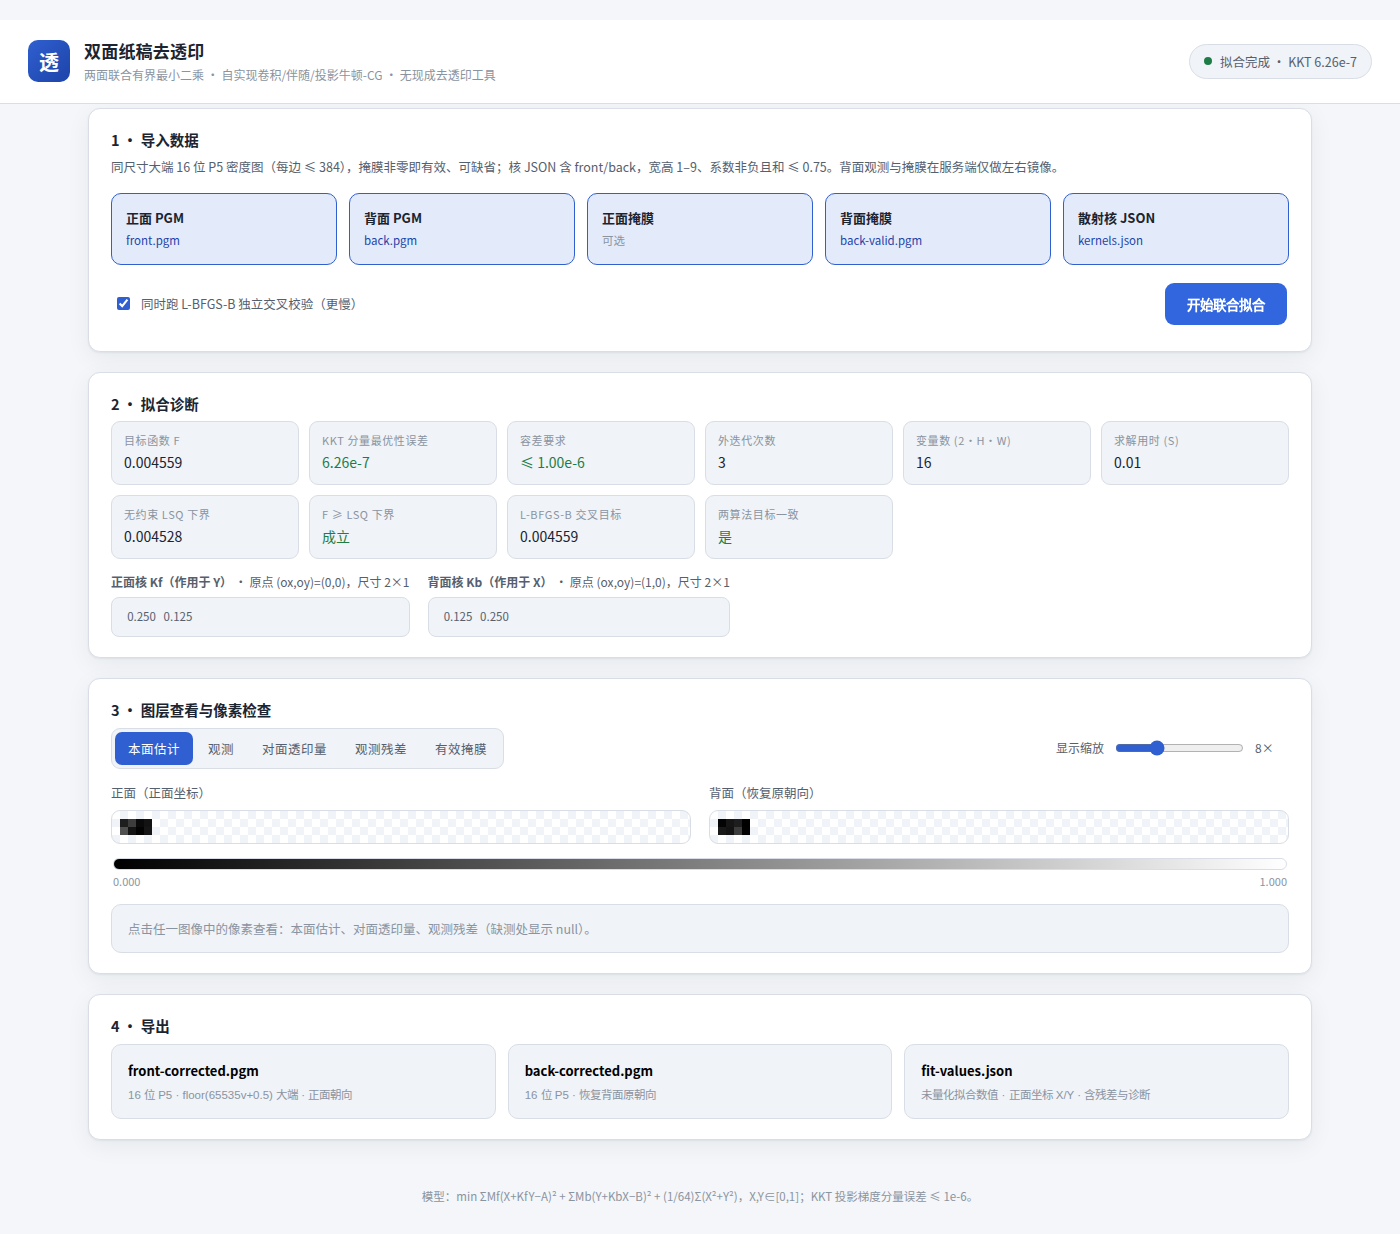 透
双面纸稿去透印
两面联合有界最小二乘 · 自实现卷积/伴随/投影牛顿-CG · 无现成去透印工具
拟合完成 · KKT 6.26e-7
1 · 导入数据
同尺寸大端 16 位 P5 密度图（每边 ≤ 384），掩膜非零即有效、可缺省；核 JSON 含 front/back，宽高 1–9、系数非负且和 ≤ 0.75。背面观测与掩膜在服务端仅做左右镜像。
正面 PGM
front.pgm
背面 PGM
back.pgm
正面掩膜
可选
背面掩膜
back-valid.pgm
散射核 JSON
kernels.json
同时跑 L-BFGS-B 独立交叉校验（更慢）
开始联合拟合
2 · 拟合诊断
目标函数 F
0.004559
KKT 分量最优性误差
6.26e-7
容差要求
≤ 1.00e-6
外迭代次数
3
变量数 (2·H·W)
16
求解用时 (S)
0.01
无约束 LSQ 下界
0.004528
F ≥ LSQ 下界
成立
L-BFGS-B 交叉目标
0.004559
两算法目标一致
是
正面核 Kf（作用于 Y） · 原点 (ox,oy)=(0,0)，尺寸 2×1
0.250 0.125
背面核 Kb（作用于 X） · 原点 (ox,oy)=(1,0)，尺寸 2×1
0.125 0.250
3 · 图层查看与像素检查
本面估计 观测 对面透印量 观测残差 有效掩膜
显示缩放 8×
正面（正面坐标）
背面（恢复原朝向）
0.000 1.000
点击任一图像中的像素查看：本面估计、对面透印量、观测残差（缺测处显示 null）。
4 · 导出
front-corrected.pgm
16 位 P5 · floor(65535v+0.5) 大端 · 正面朝向
back-corrected.pgm
16 位 P5 · 恢复背面原朝向
fit-values.json
未量化拟合数值 · 正面坐标 X/Y · 含残差与诊断
模型：min ΣMf(X+KfY−A)² + ΣMb(Y+KbX−B)² + (1/64)Σ(X²+Y²)，X,Y∈[0,1]；KKT 投影梯度分量误差 ≤ 1e-6。